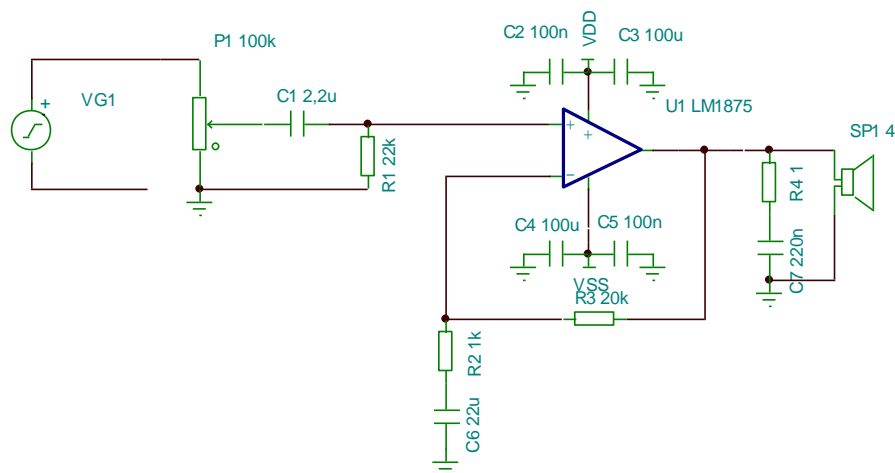 P1 100k
C2 100n
VDD
C3 100u
C1 2,2u
VG1
+
U1 LM1875
SP1 4
+
+
-
R1 22k
R4 1
C4 100u
C5 100n
C7 220n
VSS
R3 20k
R2 1k
C6 22u